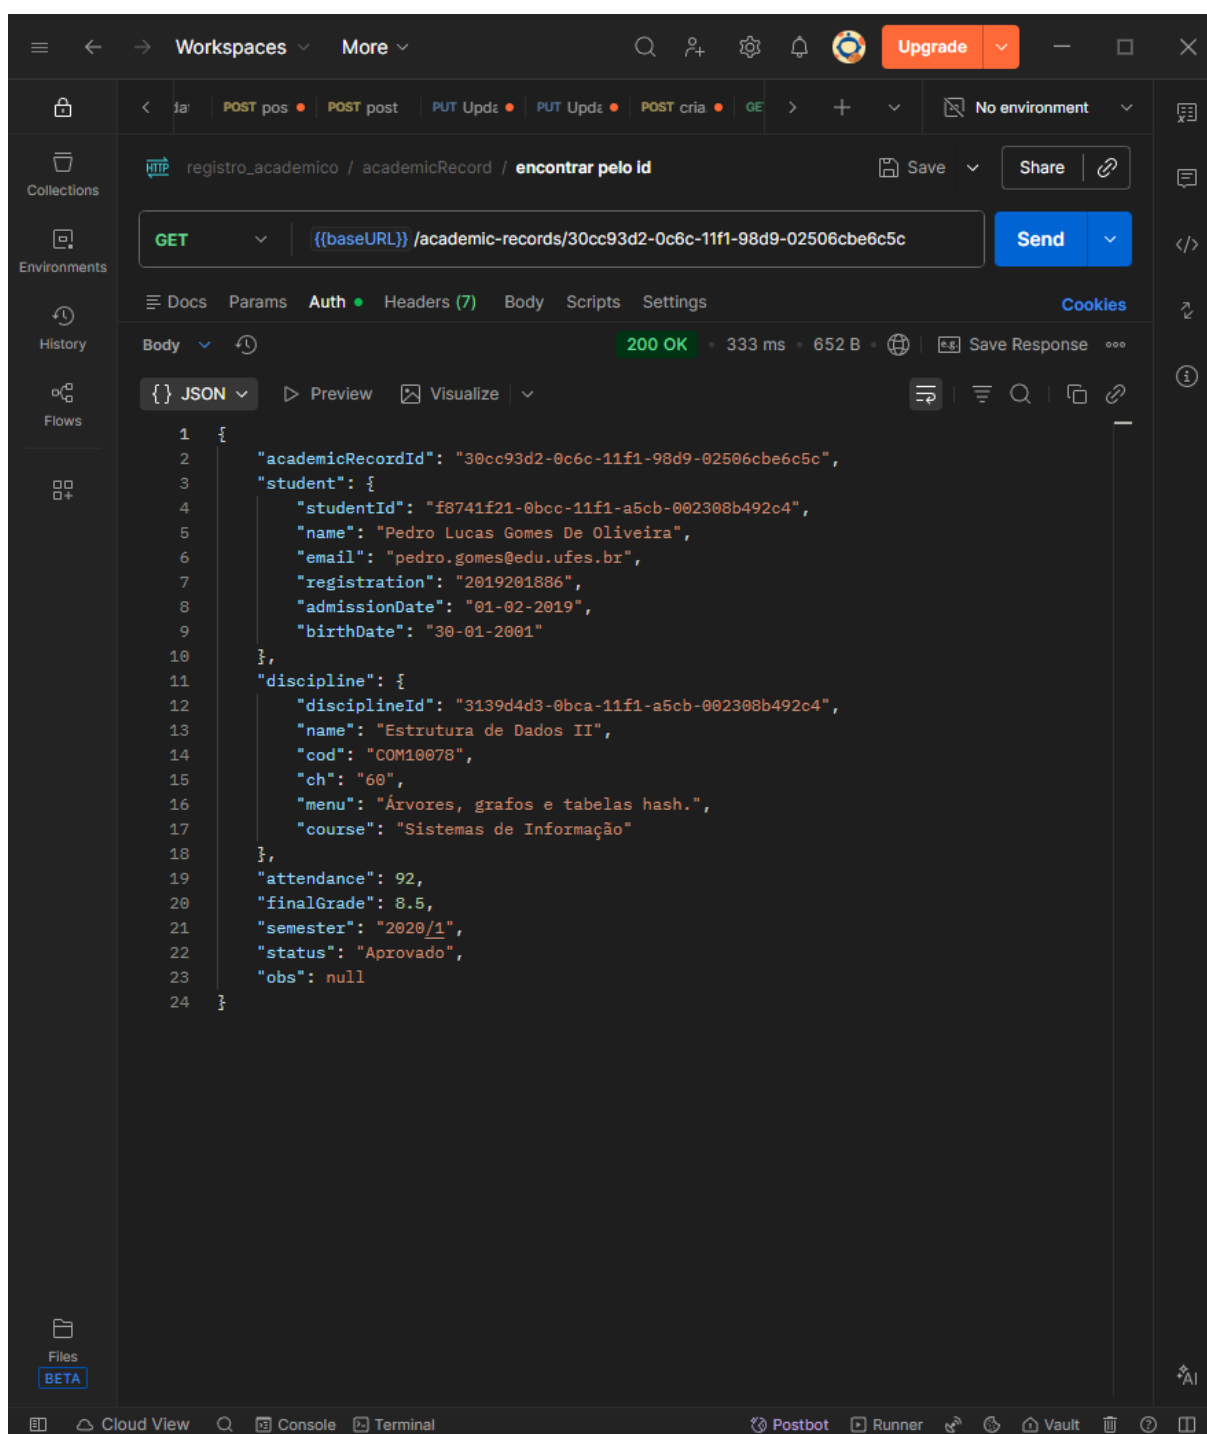 Workspaces More Upgrade
POST pos POST post PUT Upda PUT Upda POST cria GE No environment
HTTP registro_academico / academicRecord / encontrar pelo id Save Share
Collections
GET {{baseURL}} /academic-records/30cc93d2-0c6c-11f1-98d9-02506cbe6c5c Send
Environments
Docs Params Auth Headers (7) Body Scripts Settings Cookies
History
Body 200 OK 333 ms 652 B e.g. Save Response
{} JSON Preview Visualize
Flows
1 {
2 "academicRecordId": "30cc93d2-0c6c-11f1-98d9-02506cbe6c5c",
3 "student": {
4 "studentId": "f8741f21-0bcc-11f1-a5cb-002308b492c4",
5 "name": "Pedro Lucas Gomes De Oliveira",
6 "email": "pedro.gomes@edu.ufes.br",
7 "registration": "2019201886",
8 "admissionDate": "01-02-2019",
9 "birthDate": "30-01-2001"
10 },
11 "discipline": {
12 "disciplineId": "3139d4d3-0bca-11f1-a5cb-002308b492c4",
13 "name": "Estrutura de Dados II",
14 "cod": "COM10078",
15 "ch": "60",
16 "menu": "Árvores, grafos e tabelas hash.",
17 "course": "Sistemas de Informação"
18 },
19 "attendance": 92,
20 "finalGrade": 8.5,
21 "semester": "2020/1",
22 "status": "Aprovado",
23 "obs": null
24 }
Files
BETA
AI
Cloud View Console Terminal Postbot Runner Vault